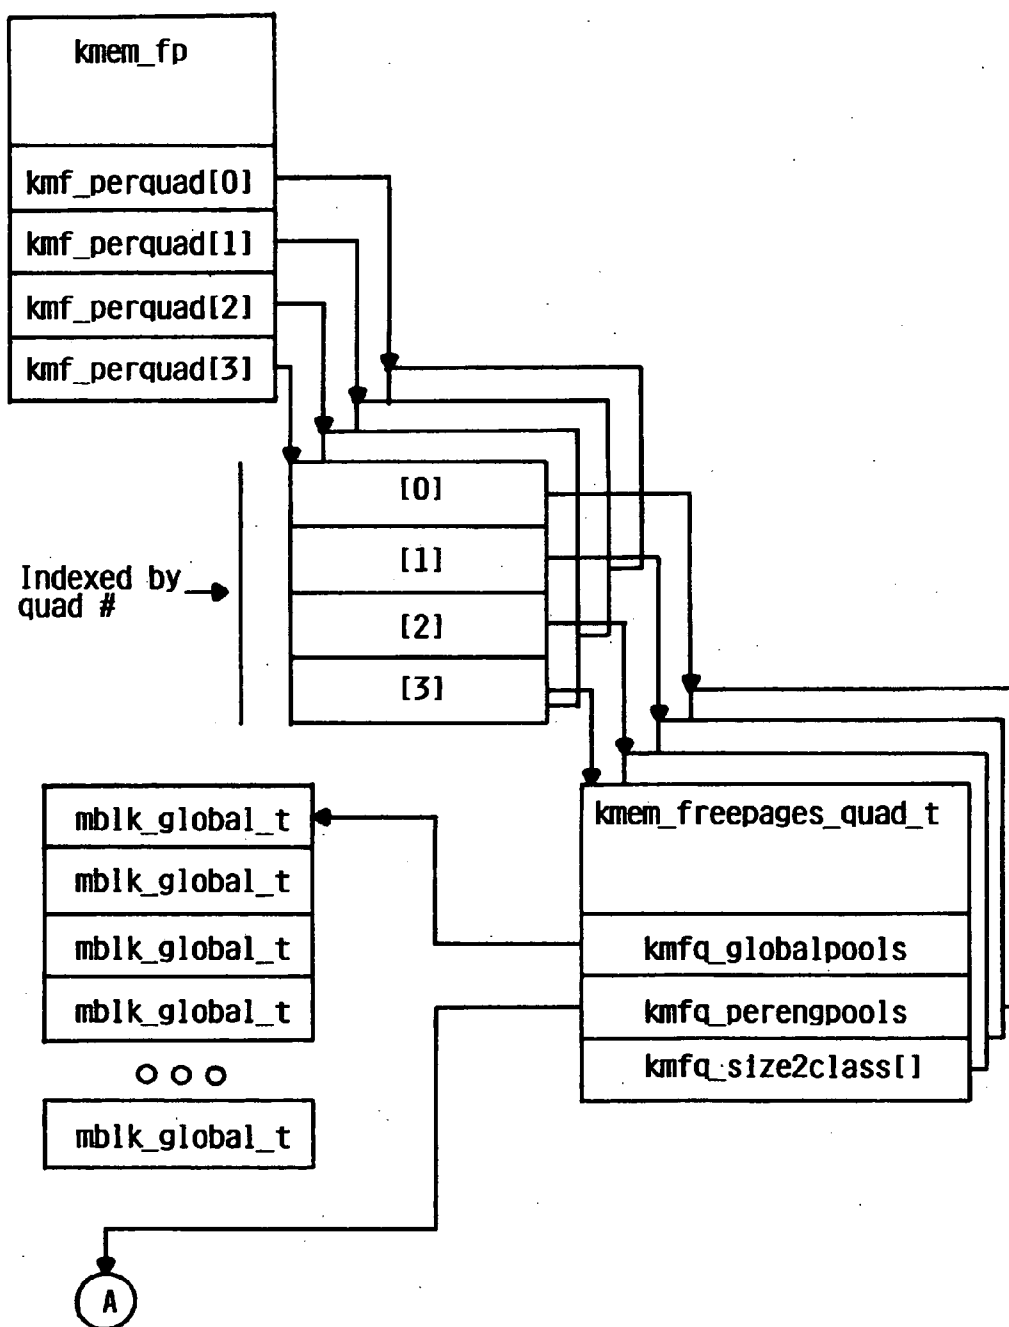 kmem_fp
kmf_perquad[0]
kmf_perquad[1]
kmf_perquad[2]
kmf_perquad[3]
[0]
[1]
[2]
[3]
Indexed by
quad #
kmem_freepages_quad_t
kmfq_globalpools
kmfq_perengpools
kmfq_size2class[]
mblk_global_t
mblk_global_t
mblk_global_t
mblk_global_t
mblk_global_t
A